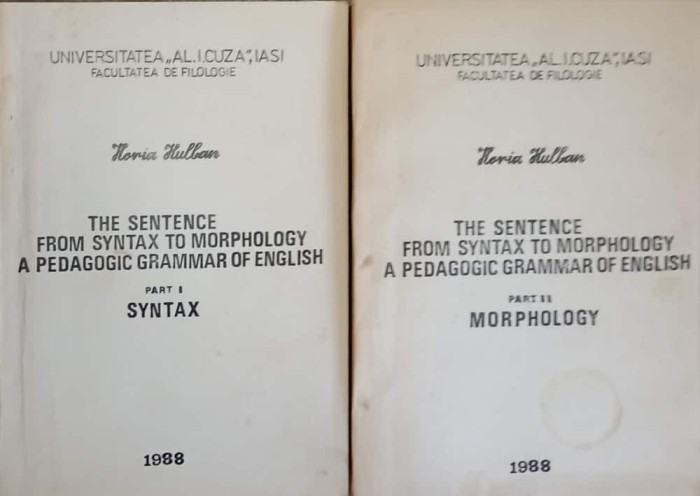 UNIVERSITATEA „AL.I.CUZA”, IASI
FACULTATEA DE FILOLOGIE
Horia Hulban
THE SENTENCE
FROM SYNTAX TO MORPHOLOGY
A PEDAGOGIC GRAMMAR OF ENGLISH
PART I
SYNTAX
1988
UNIVERSITATEA „AL.I.CUZA”, IASI
FACULTATEA DE FILOLOGIE
Horia Hulban
THE SENTENCE
FROM SYNTAX TO MORPHOLOGY
A PEDAGOGIC GRAMMAR OF ENGLISH
PART II
MORPHOLOGY
1988